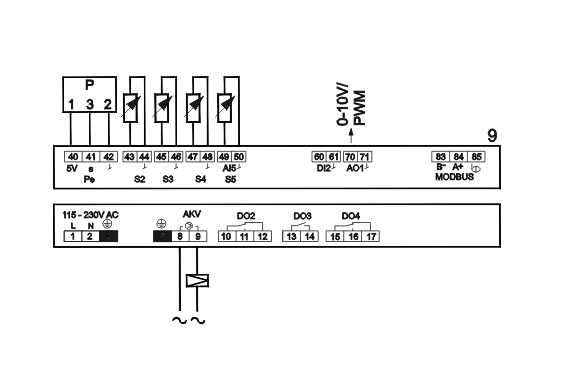 P
1 3 2
0-10V/
PWM
9
40 41 42 43 44 45 46 47 48 49 50 60 61 70 71 83 84 85
5V s AI5 DI2 AO1 B- A+
Pe S2 S3 S4 S5 MODBUS
115 - 230V AC AKV DO2 DO3 DO4
L N
1 2 8 9 10 11 12 13 14 15 16 17